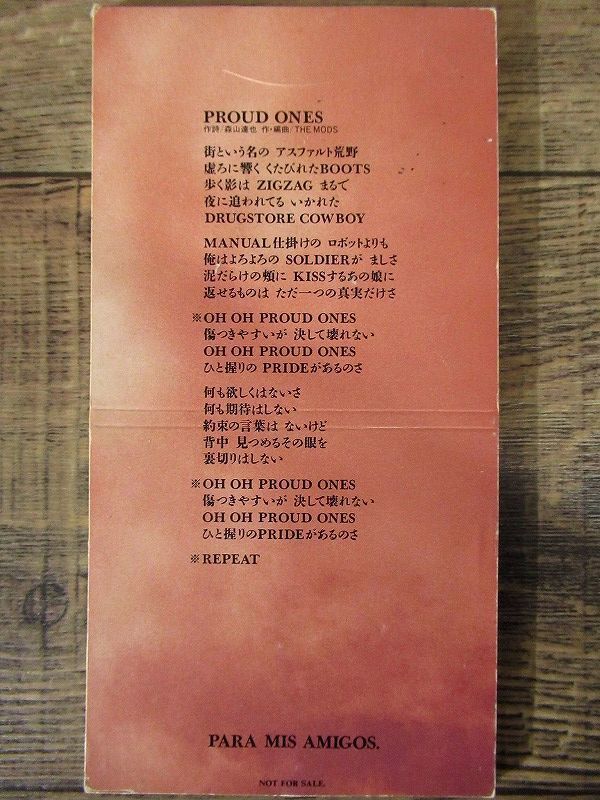 PROUD ONES
作詩/森山達也 作・編曲/THE MODS
街という名の アスファルト荒野
虚ろに響く くたびれたBOOTS
歩く影は ZIGZAG まるで
夜に追われてる いかれた
DRUGSTORE COWBOY
MANUAL仕掛けの ロボットよりも
俺はよろよろの SOLDIERが ましさ
泥だらけの頬に KISSするあの娘に
返せるものは ただ一つの真実だけさ
※OH OH PROUD ONES
傷つきやすいが 決して壊れない
OH OH PROUD ONES
ひと握りの PRIDEがあるのさ
何も欲しくはないさ
何も期待はしない
約束の言葉は ないけど
背中 見つめるその眼を
裏切りはしない
※OH OH PROUD ONES
傷つきやすいが 決して壊れない
OH OH PROUD ONES
ひと握りのPRIDEがあるのさ
※REPEAT
PARA MIS AMIGOS.
NOT FOR SALE.